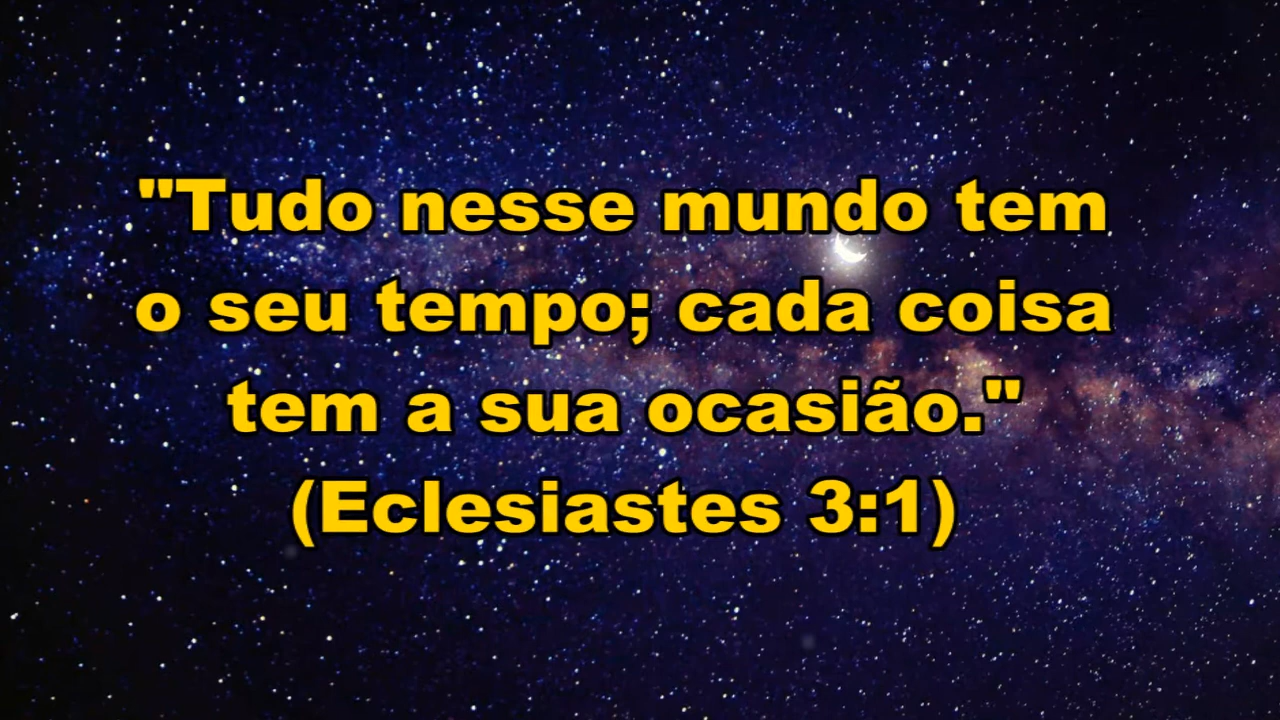 "Tudo nesse mundo tem
o seu tempo; cada coisa
tem a sua ocasião."
(Eclesiastes 3:1)